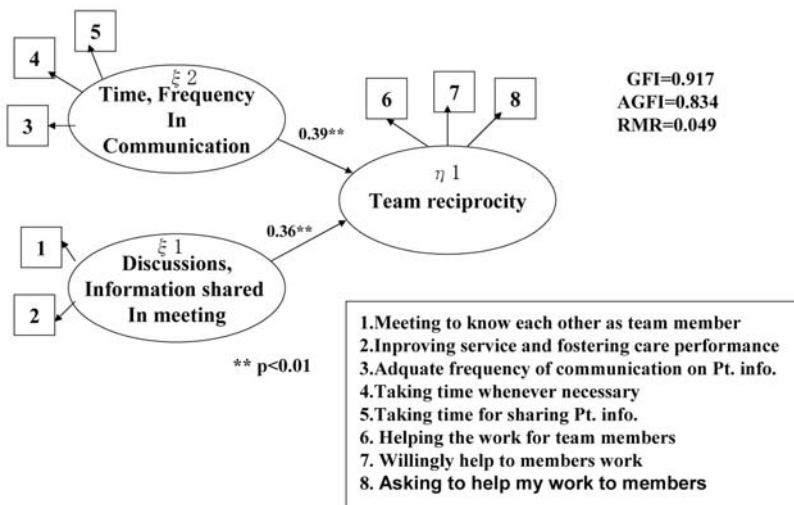 5
4
3
ξ 2
Time, Frequency
In
Communication
0.39**
6
7
8
η 1
Team reciprocity
GFI=0.917
AGFI=0.834
RMR=0.049
1
2
ξ 1
Discussions,
Information shared
In meeting
0.36**
** p<0.01
1.Meeting to know each other as team member
2.Inproving service and fostering care performance
3.Adquate frequency of communication on Pt. info.
4.Taking time whenever necessary
5.Taking time for sharing Pt. info.
6. Helping the work for team members
7. Willingly help to members work
8. Asking to help my work to members